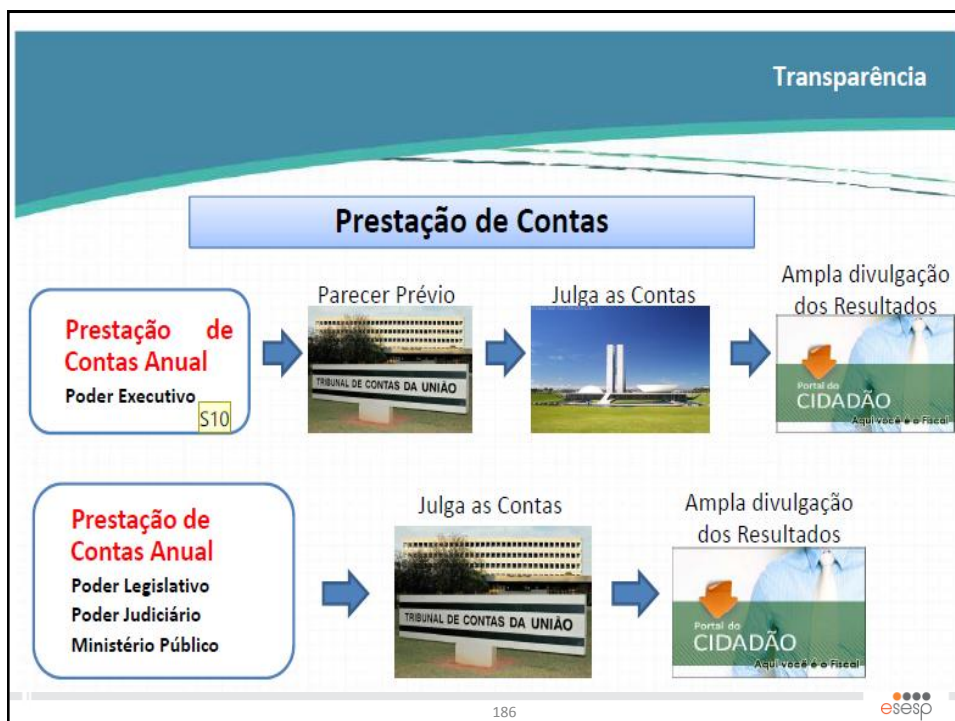 Transparência
Prestação de Contas
Prestação de
Contas Anual
Poder Executivo
S10
Parecer Prévio
TRIBUNAL DE CONTAS DA UNIÃO
Julga as Contas
Ampla divulgação
dos Resultados
Portal do
CIDADÃO
Aqui você é o Fiscal
Prestação de
Contas Anual
Poder Legislativo
Poder Judiciário
Ministério Público
Julga as Contas
TRIBUNAL DE CONTAS DA UNIÃO
Ampla divulgação
dos Resultados
Portal do
CIDADÃO
Aqui você é o Fiscal
186
esesp